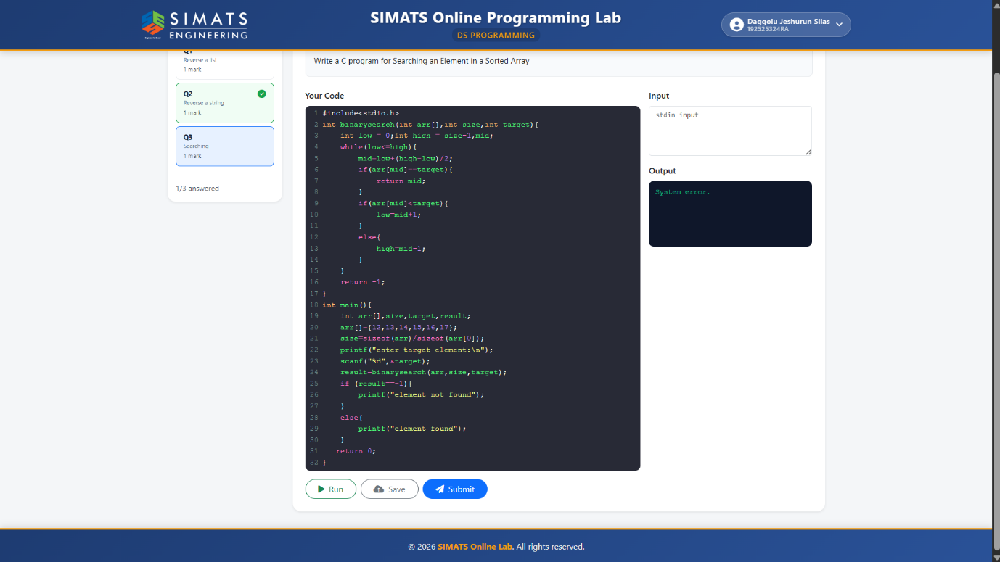 SIMATS
ENGINEERING
SIMATS Online Programming Lab
DS PROGRAMMING
Daggolu Jeshurun Silas
192525324RA
Q1
Reverse a list
1 mark
Q2
Reverse a string
1 mark
Q3
Searching
1 mark
1/3 answered
Write a C program for Searching an Element in a Sorted Array
Your Code
1 #include<stdio.h>
2 int binarysearch(int arr[],int size,int target){
3     int low = 0;int high = size-1,mid;
4     while(low<=high){
5         mid=low+(high-low)/2;
6         if(arr[mid]==target){
7             return mid;
8         }
9         if(arr[mid]<target){
10             low=mid+1;
11         }
12         else{
13             high=mid-1;
14         }
15     }
16     return -1;
17 }
18 int main(){
19     int arr[],size,target,result;
20     arr[]={12,13,14,15,16,17};
21     size=sizeof(arr)/sizeof(arr[0]);
22     printf("enter target element:\n");
23     scanf("%d",&target);
24     result=binarysearch(arr,size,target);
25     if (result==-1){
26         printf("element not found");
27     }
28     else{
29         printf("element found");
30     }
31    return 0;
32 }
Input
stdin input
Output
System error.
Run
Save
Submit
© 2026 SIMATS Online Lab. All rights reserved.